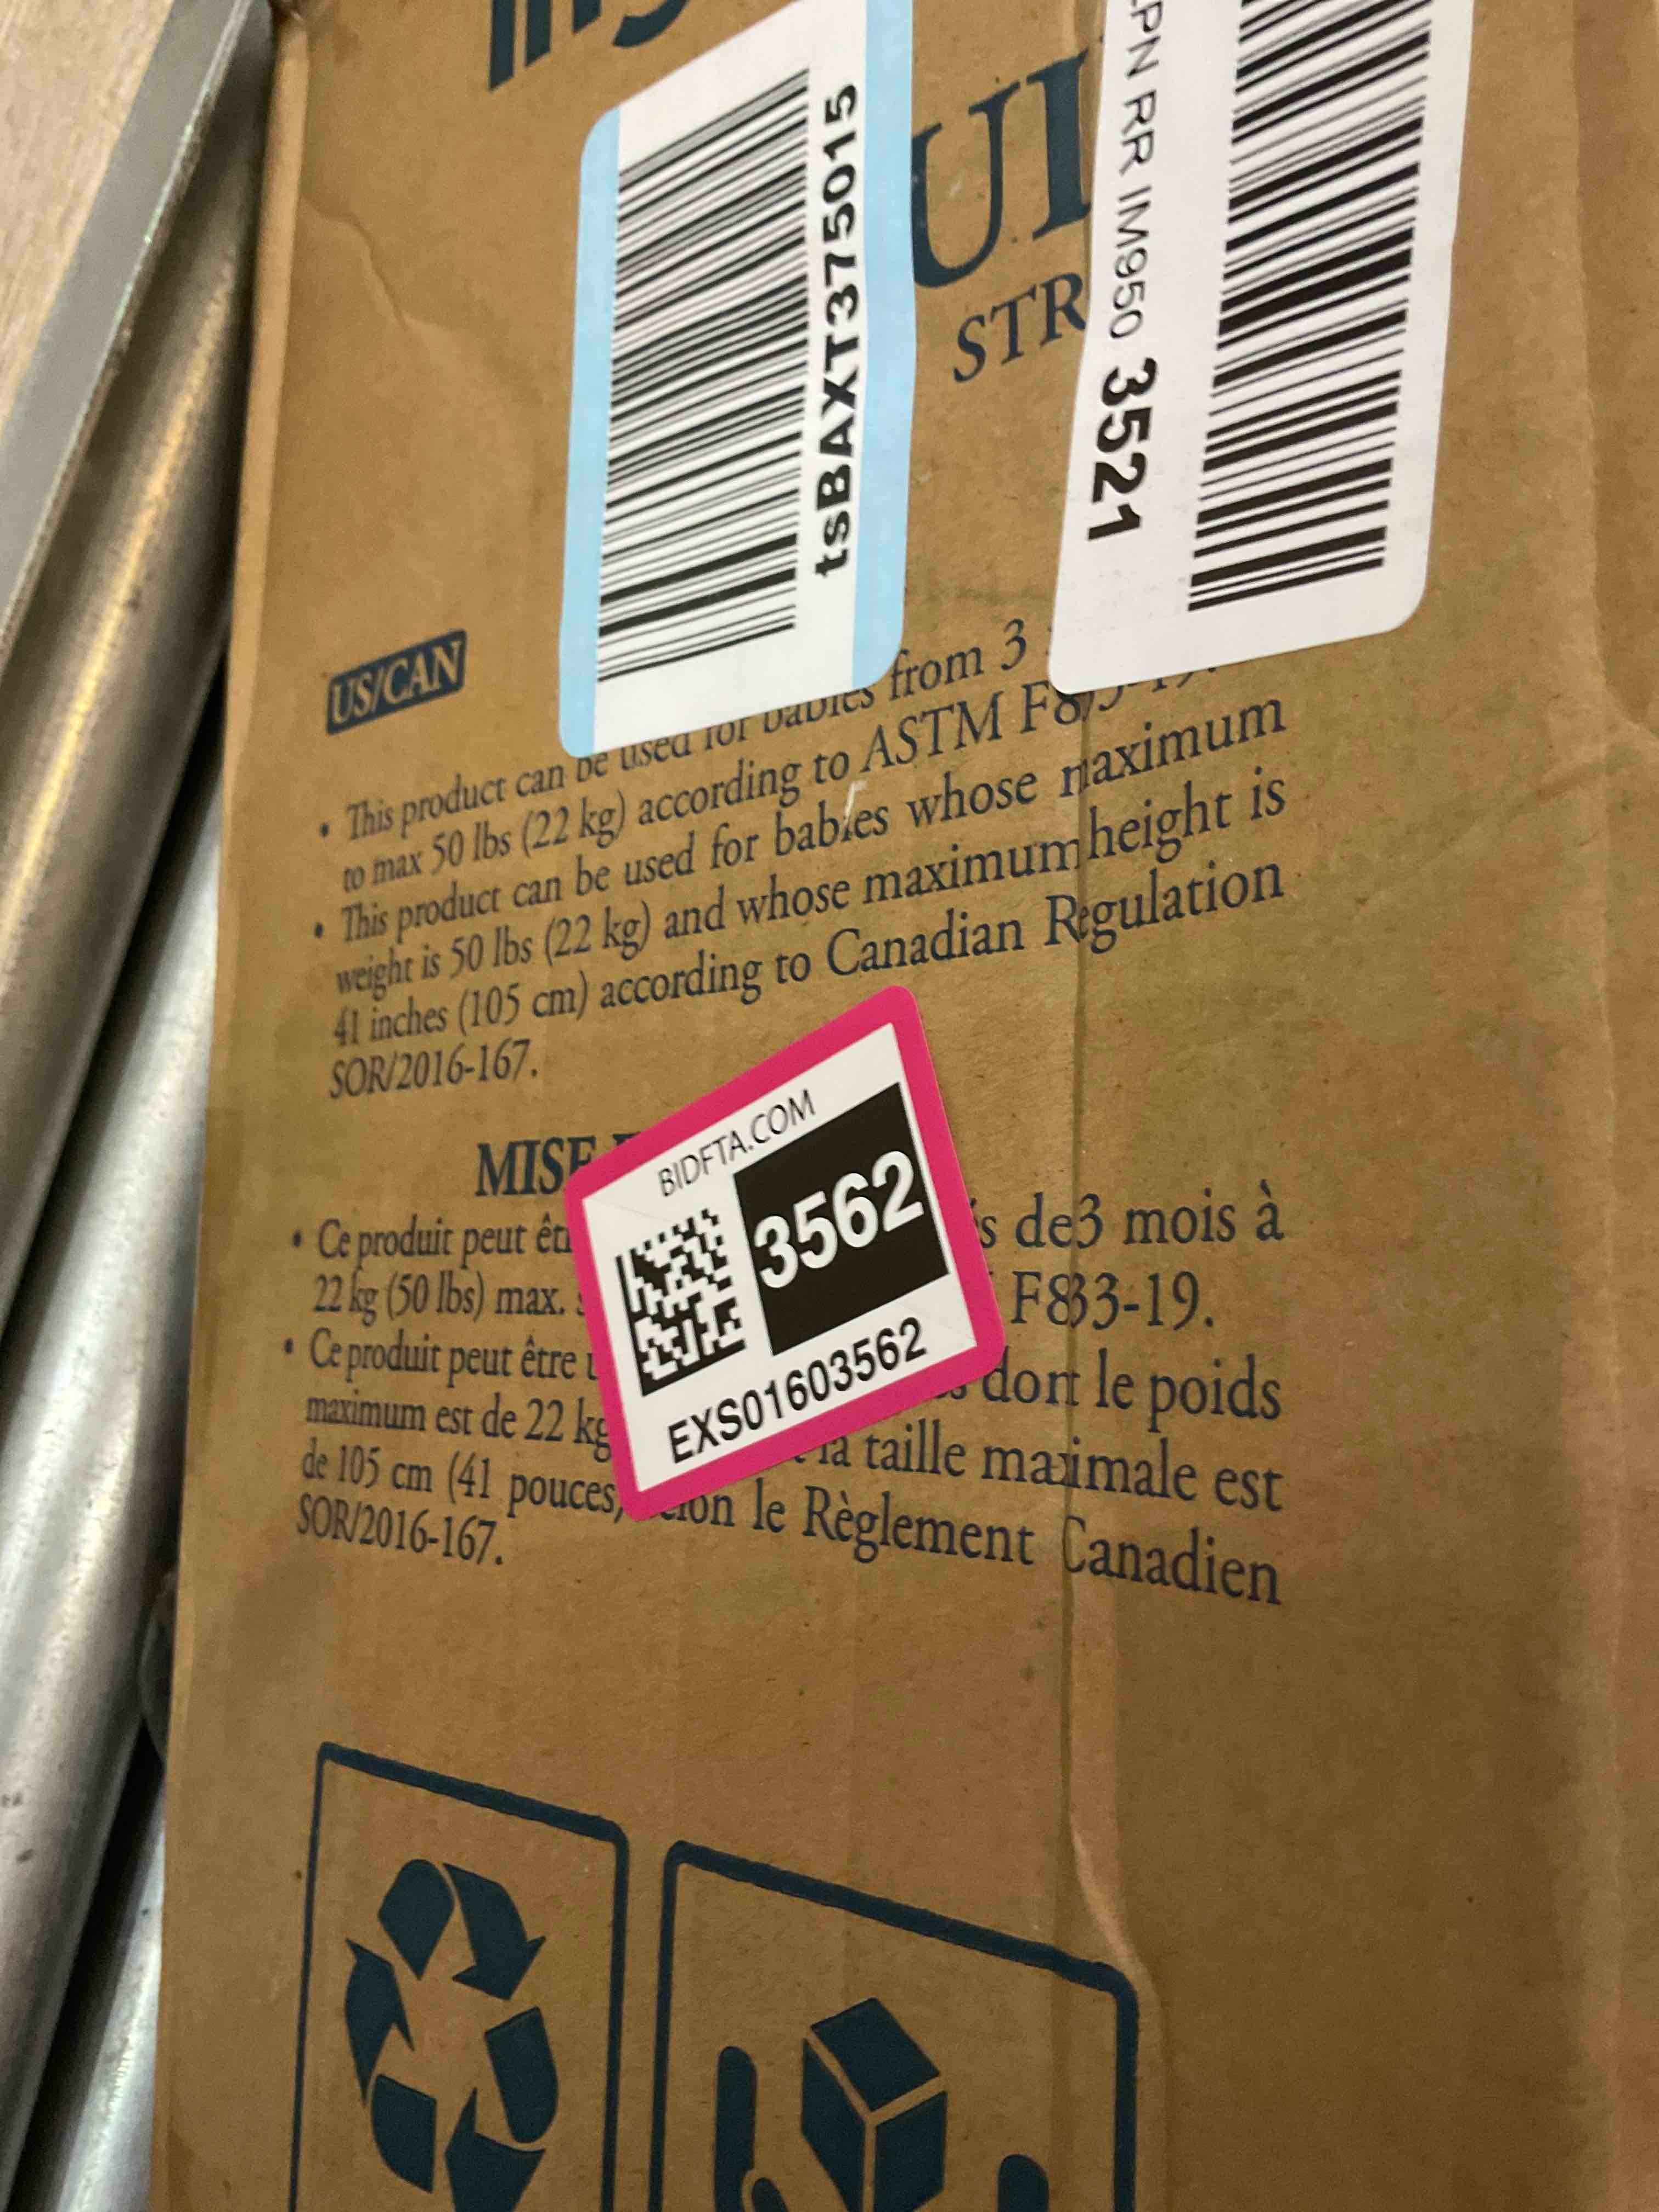 UI
STR
tsBAXT375015
PN RR IM950 3521
US/CAN
• This product can be used for babies from 3
to max 50 lbs (22 kg) according to ASTM
• This product can be used for babies whose maximum
weight is 50 lbs (22 kg) and whose maximum height is
41 inches (105 cm) according to Canadian Regulation
SOR/2016-167.
MISE
BIDFTA.COM
3562
EXS01603562
• Ce produit peut de3 mois à
22 kg (50 lbs) max. F833-19.
• Ce produit peut être dont le poids
maximum est de 22 kg la taille maximale est
de 105 cm (41 pouces) le Règlement Canadien
SOR/2016-167.